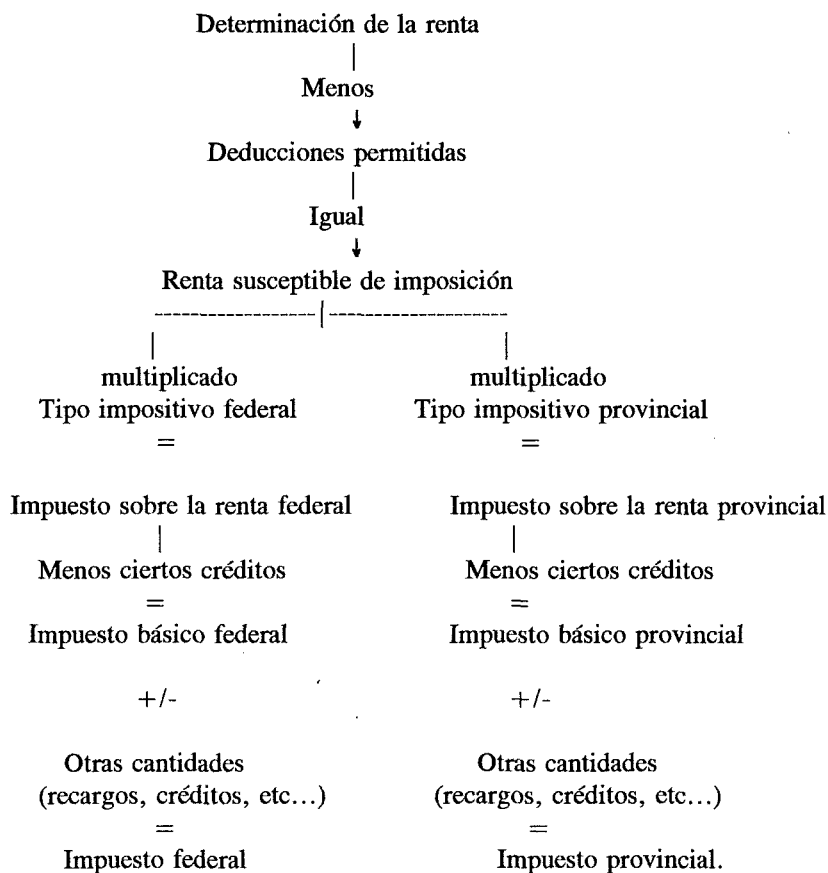 Determinación de la renta
Menos
Deducciones permitidas
Igual
Renta susceptible de imposición
multiplicado multiplicado
Tipo impositivo federal Tipo impositivo provincial
= =
Impuesto sobre la renta federal Impuesto sobre la renta provincial
Menos ciertos créditos Menos ciertos créditos
= =
Impuesto básico federal Impuesto básico provincial
+/- +/-
Otras cantidades Otras cantidades
(recargos, créditos, etc...) (recargos, créditos, etc...)
= =
Impuesto federal Impuesto provincial.